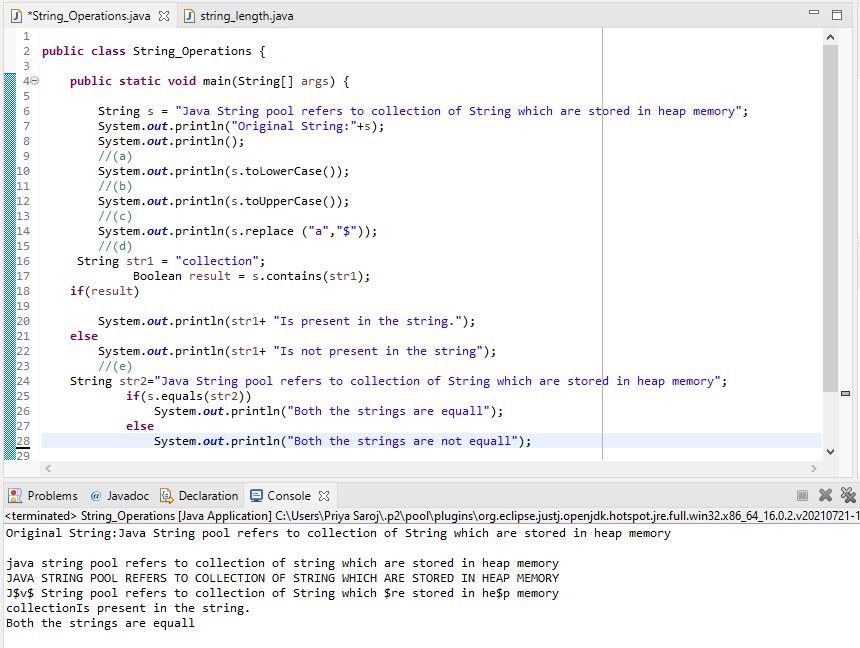 *String_Operations.java string_length.java
1
2 public class String_Operations {
3
4 public static void main(String[] args) {
5
6 String s = "Java String pool refers to collection of String which are stored in heap memory";
7 System.out.println("Original String:"+s);
8 System.out.println();
9 //(a)
10 System.out.println(s.toLowerCase());
11 //(b)
12 System.out.println(s.toUpperCase());
13 //(c)
14 System.out.println(s.replace ("a","$"));
15 //(d)
16 String str1 = "collection";
17 Boolean result = s.contains(str1);
18 if(result)
19
20 System.out.println(str1+ "Is present in the string.");
21 else
22 System.out.println(str1+ "Is not present in the string");
23 //(e)
24 String str2="Java String pool refers to collection of String which are stored in heap memory";
25 if(s.equals(str2))
26 System.out.println("Both the strings are equall");
27 else
28 System.out.println("Both the strings are not equall");
29
Problems @ Javadoc Declaration Console
<terminated> String_Operations [Java Application] C:\Users\Priya Saroj\.p2\pool\plugins\org.eclipse.justj.openjdk.hotspot.jre.full.win32.x86_64_16.0.2.v20210721-1
Original String:Java String pool refers to collection of String which are stored in heap memory
java string pool refers to collection of string which are stored in heap memory
JAVA STRING POOL REFERS TO COLLECTION OF STRING WHICH ARE STORED IN HEAP MEMORY
J$v$ String pool refers to collection of String which $re stored in he$p memory
collectionIs present in the string.
Both the strings are equall